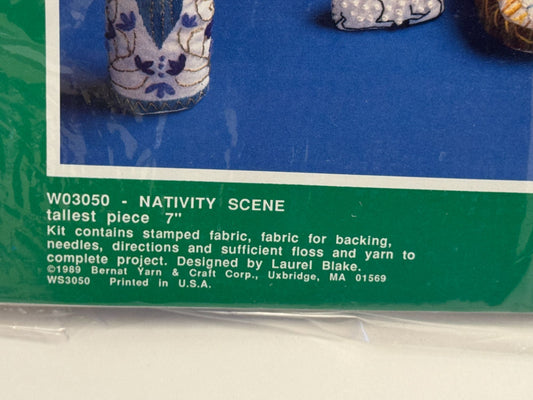 W03050 - NATIVITY SCENE
tallest piece 7"
Kit contains stamped fabric, fabric for backing,
needles, directions and sufficient floss and yarn to
complete project. Designed by Laurel Blake.
©1989 Bernat Yarn & Craft Corp., Uxbridge, MA 01569
WS3050 Printed in U.S.A.